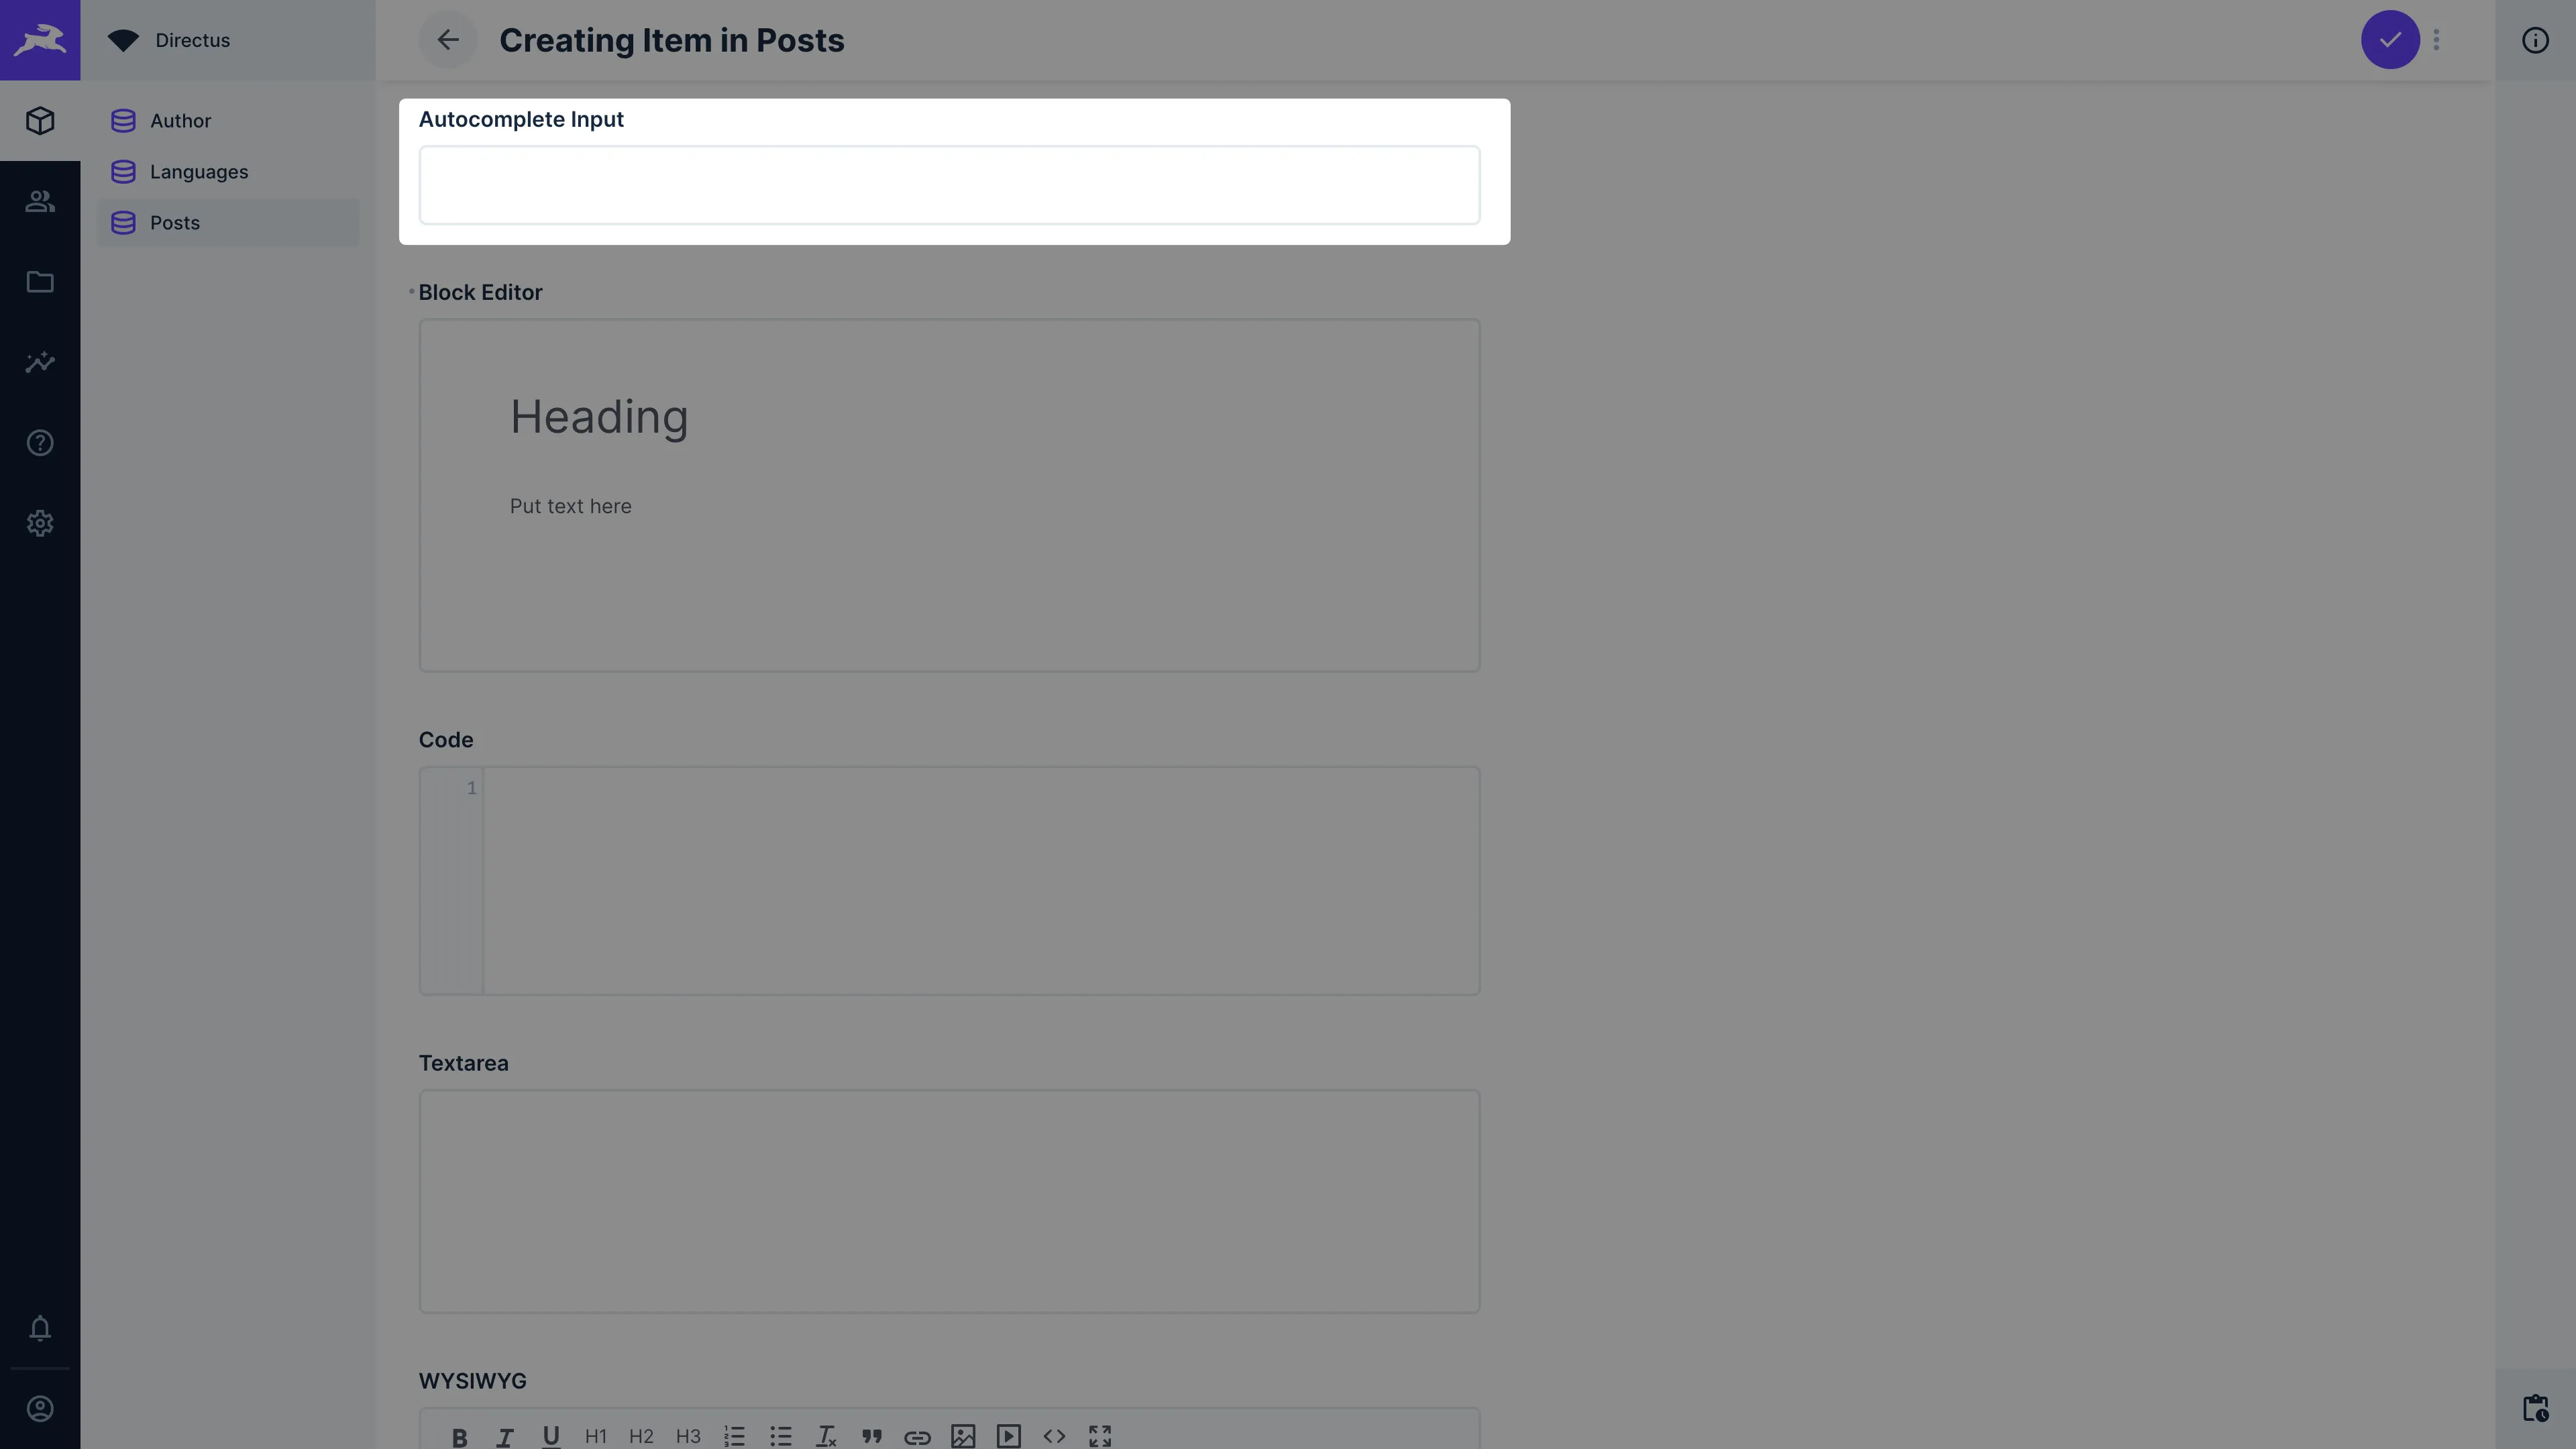 Directus
Creating Item in Posts
Author
Languages
Posts
Autocomplete Input
Block Editor
Heading
Put text here
Code
1
Textarea
WYSIWYG
B I U H1 H2 H3